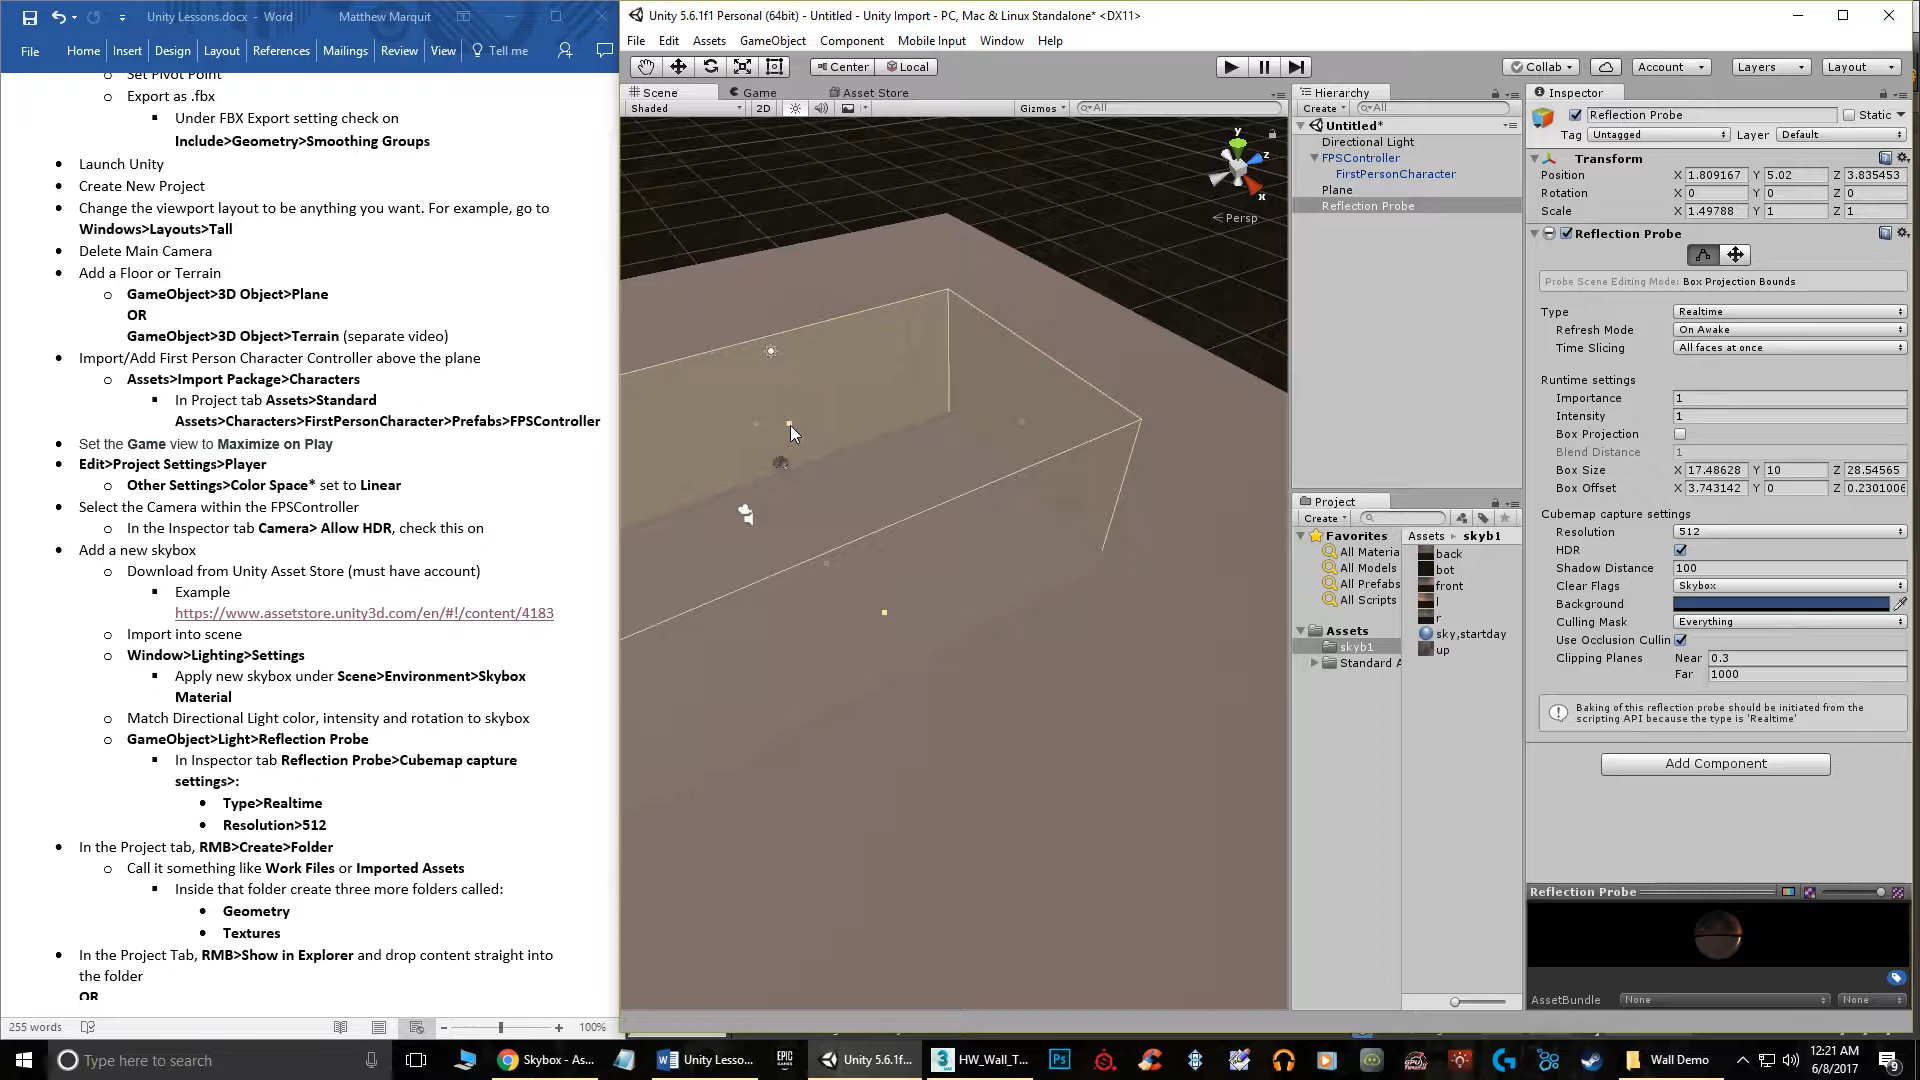 Unity Lessons.docx - Word
Matthew Marquit
File Home Insert Design Layout References Mailings Review View Tell me
Set Pivot Point
Export as .fbx
Under FBX Export setting check on
Include>Geometry>Smoothing Groups
Launch Unity
Create New Project
Change the viewport layout to be anything you want. For example, go to
Windows>Layouts>Tall
Delete Main Camera
Add a Floor or Terrain
GameObject>3D Object>Plane
OR
GameObject>3D Object>Terrain (separate video)
Import/Add First Person Character Controller above the plane
Assets>Import Package>Characters
In Project tab Assets>Standard
Assets>Characters>FirstPersonCharacter>Prefabs>FPSController
Set the Game view to Maximize on Play
Edit>Project Settings>Player
Other Settings>Color Space* set to Linear
Select the Camera within the FPSController
In the Inspector tab Camera> Allow HDR, check this on
Add a new skybox
Download from Unity Asset Store (must have account)
Example
https://www.assetstore.unity3d.com/en/#!/content/4183
Import into scene
Window>Lighting>Settings
Apply new skybox under Scene>Environment>Skybox
Material
Match Directional Light color, intensity and rotation to skybox
GameObject>Light>Reflection Probe
In Inspector tab Reflection Probe>Cubemap capture
settings>:
Type>Realtime
Resolution>512
In the Project tab, RMB>Create>Folder
Call it something like Work Files or Imported Assets
Inside that folder create three more folders called:
Geometry
Textures
In the Project Tab, RMB>Show in Explorer and drop content straight into
the folder
OR
255 words
100%
Unity 5.6.1f1 Personal (64bit) - Untitled - Unity Import - PC, Mac & Linux Standalone* <DX11>
File Edit Assets GameObject Component Mobile Input Window Help
Center Local
Collab Account Layers Layout
Scene Game Asset Store
Shaded 2D Gizmos All
y
z
x
Persp
Hierarchy
Create All
Untitled*
Directional Light
FPSController
FirstPersonCharacter
Plane
Reflection Probe
Project
Create
Favorites
All Materia
All Models
All Prefabs
All Scripts
Assets
skyb1
Standard A
Assets skyb1
back
bot
front
l
r
sky,startday
up
Inspector
Reflection Probe Static
Tag Untagged Layer Default
Transform
Position X 1.809167 Y 5.02 Z 3.835453
Rotation X 0 Y 0 Z 0
Scale X 1.49788 Y 1 Z 1
Reflection Probe
Probe Scene Editing Mode: Box Projection Bounds
Type Realtime
Refresh Mode On Awake
Time Slicing All faces at once
Runtime settings
Importance 1
Intensity 1
Box Projection
Blend Distance 1
Box Size X 17.48628 Y 10 Z 28.54565
Box Offset X 3.743142 Y 0 Z 0.2301006
Cubemap capture settings
Resolution 512
HDR
Shadow Distance 100
Clear Flags Skybox
Background
Culling Mask Everything
Use Occlusion Cullin
Clipping Planes Near 0.3
Far 1000
Baking of this reflection probe should be initiated from the
scripting API because the type is 'Realtime'
Add Component
Reflection Probe
AssetBundle None None
Type here to search
Skybox - As...
Unity Lesso...
EPIC GAMES
Unity 5.6.1f...
HW_Wall_T...
Ps
Wall Demo
12:21 AM
6/8/2017
9